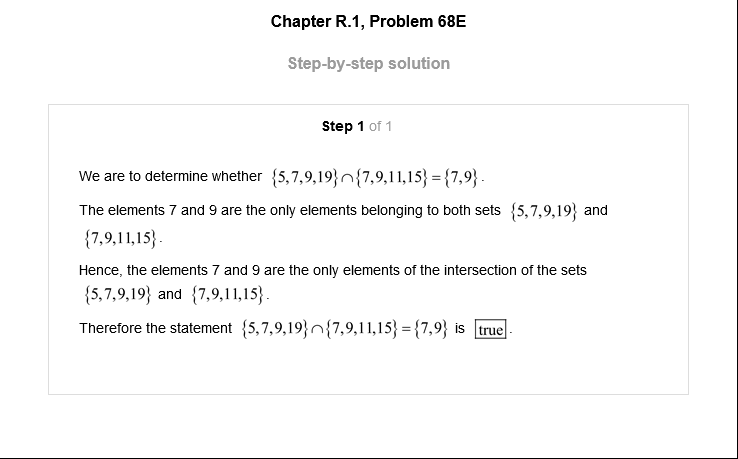 Chapter R.1, Problem 68E
Step-by-step solution
Step 1 of 1
We are to determine whether {5,7,9,19}∩{7,9,11,15}={7,9}.
The elements 7 and 9 are the only elements belonging to both sets {5,7,9,19} and
{7,9,11,15}.
Hence, the elements 7 and 9 are the only elements of the intersection of the sets
{5,7,9,19} and {7,9,11,15}.
Therefore the statement {5,7,9,19}∩{7,9,11,15}={7,9} is true.